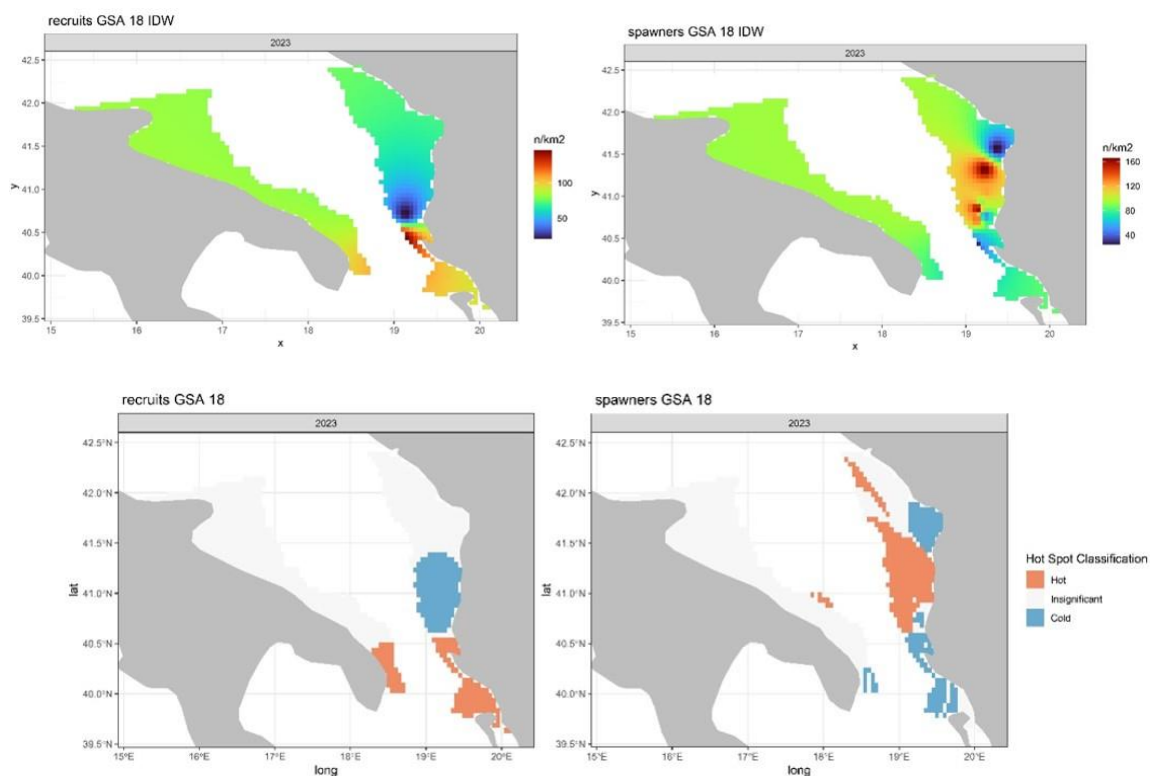 recruits GSA 18 IDW
2023
42.5
42.0
41.5
41.0
40.5
40.0
39.5
y
15
16
17
18
19
20
x
n/km2
100
50
spawners GSA 18 IDW
2023
42.5
42.0
41.5
41.0
40.5
40.0
39.5
y
15
16
17
18
19
20
x
n/km2
160
120
80
40
recruits GSA 18
2023
42.5°N
42.0°N
41.5°N
41.0°N
40.5°N
40.0°N
39.5°N
lat
15°E
16°E
17°E
18°E
19°E
20°E
long
spawners GSA 18
2023
42.5°N
42.0°N
41.5°N
41.0°N
40.5°N
40.0°N
39.5°N
lat
15°E
16°E
17°E
18°E
19°E
20°E
long
Hot Spot Classification
Hot
Insignificant
Cold